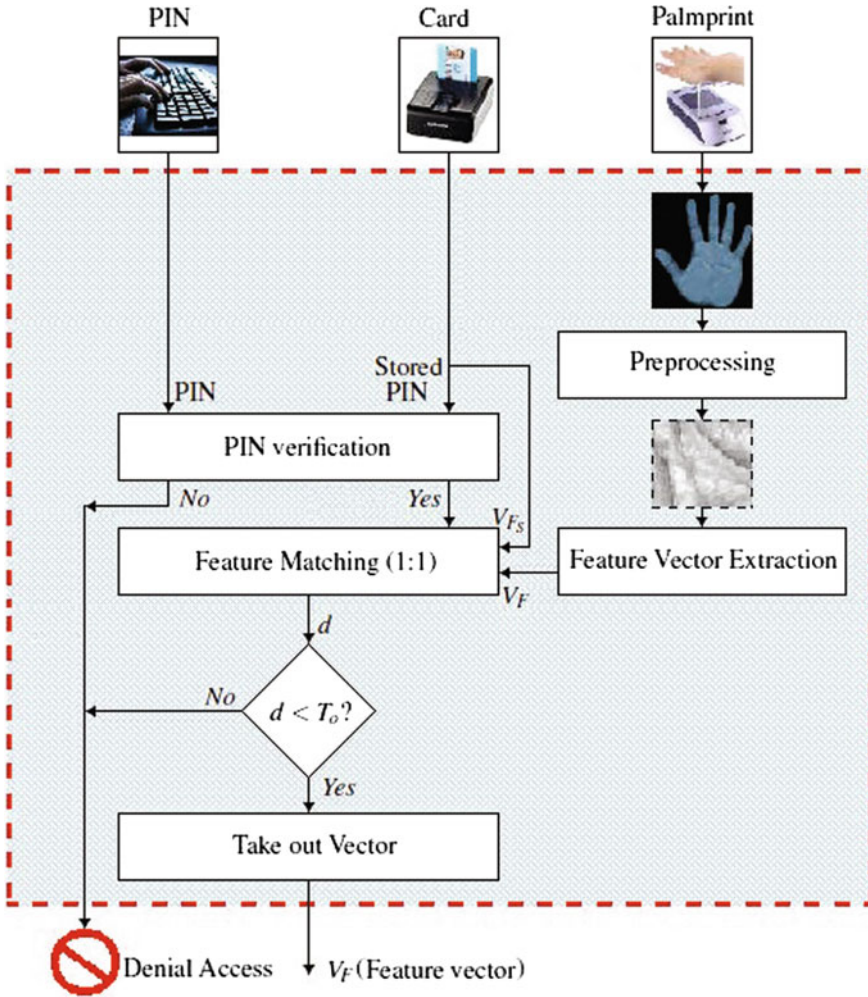 PIN
Card
Palmprint
Preprocessing
Stored
PIN
PIN
PIN verification
No
Yes
V_{F_S}
Feature Matching (1:1)
Feature Vector Extraction
V_F
d
No
d < T_o?
Yes
Take out Vector
Denial Access
V_F (Feature vector)